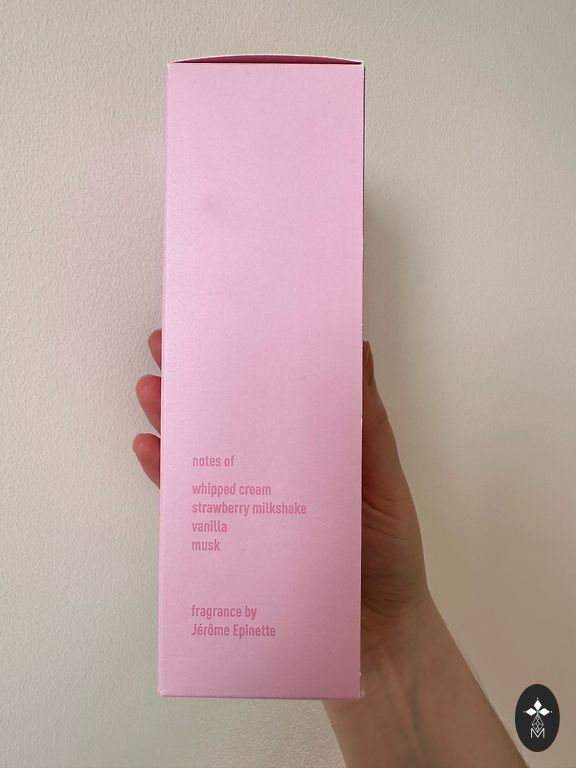 notes of
whipped cream
strawberry milkshake
vanilla
musk
fragrance by
Jérôme Epinette
M